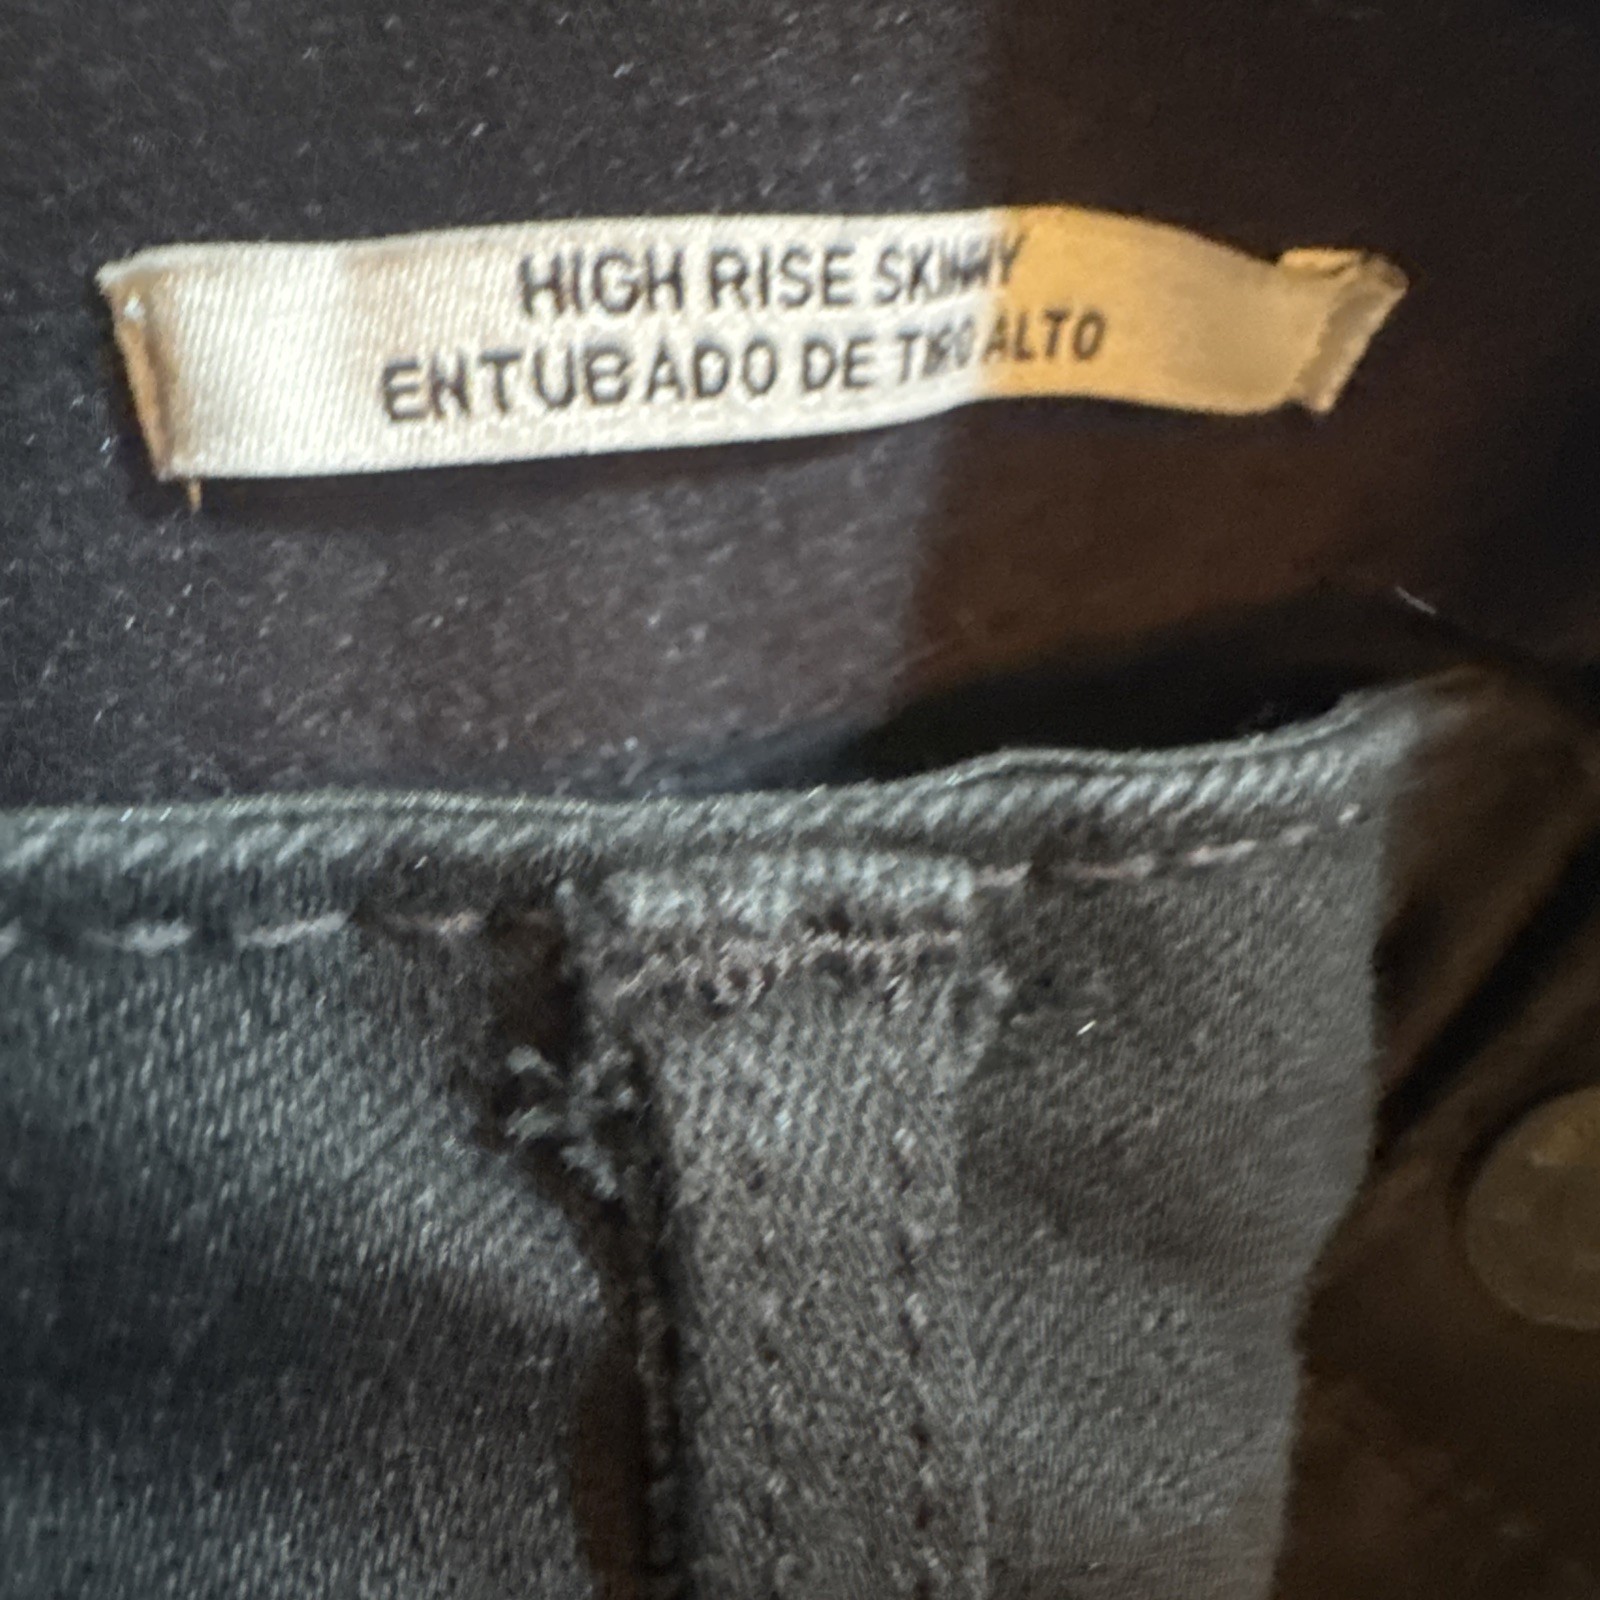 HIGH RISE SKINNY
ENTUBADO DE TIRO ALTO